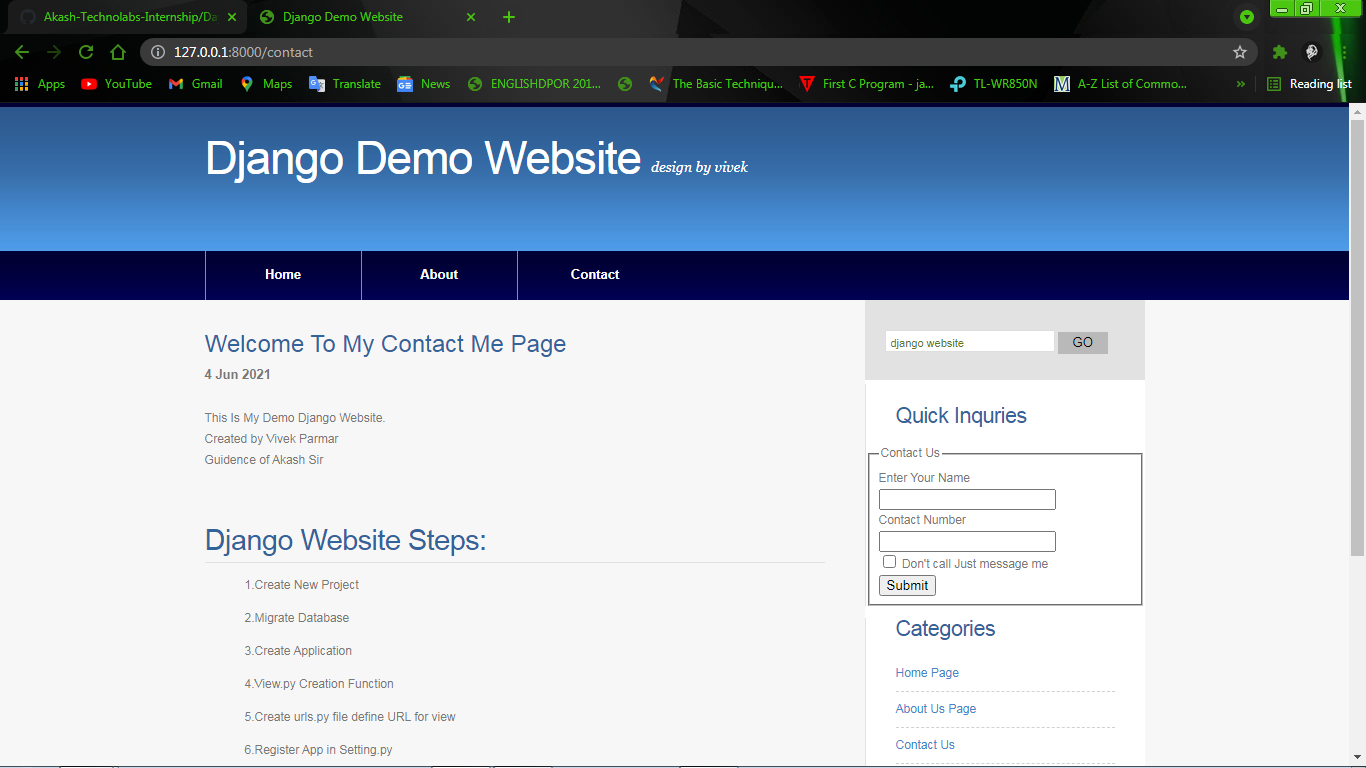 Akash-Technolabs-Internship/Da
Django Demo Website
127.0.0.1:8000/contact
Apps
YouTube
Gmail
Maps
Translate
News
ENGLISHDPOR 201...
The Basic Techniqu...
First C Program - ja...
TL-WR850N
A-Z List of Commo...
»
Reading list
Django Demo Website design by vivek
Home
About
Contact
Welcome To My Contact Me Page
4 Jun 2021
This Is My Demo Django Website.
Created by Vivek Parmar
Guidence of Akash Sir
Django Website Steps:
1.Create New Project
2.Migrate Database
3.Create Application
4.View.py Creation Function
5.Create urls.py file define URL for view
6.Register App in Setting.py
django website
GO
Quick Inquries
Contact Us
Enter Your Name
Contact Number
Don't call Just message me
Submit
Categories
Home Page
About Us Page
Contact Us